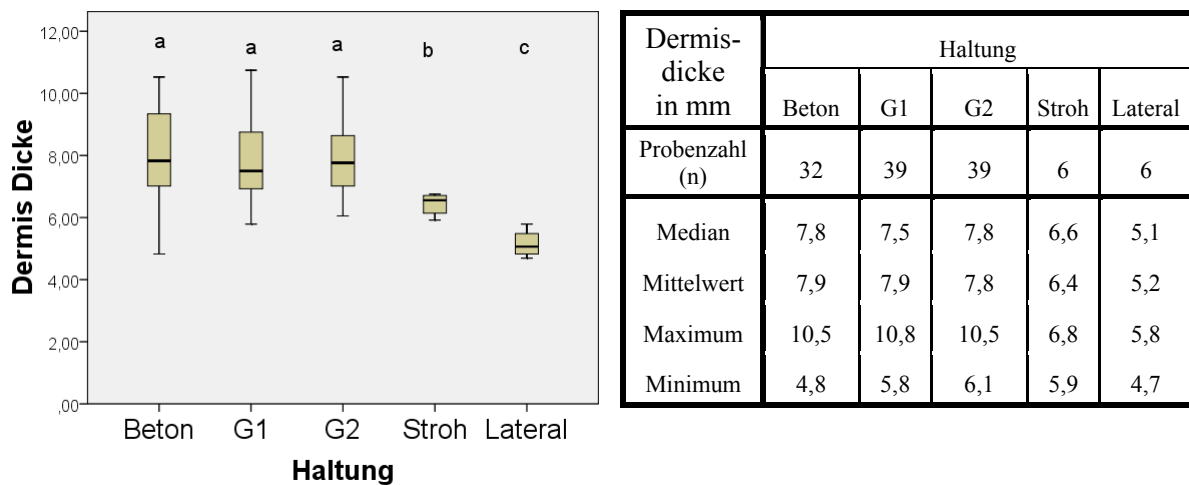 Dermis Dicke
12,00
10,00
8,00
6,00
4,00
2,00
,00
a a a b c
Beton G1 G2 Stroh Lateral
Haltung
Dermis-
dicke
in mm
Haltung
Beton G1 G2 Stroh Lateral
Probenzahl
(n)
32 39 39 6 6
Median 7,8 7,5 7,8 6,6 5,1
Mittelwert 7,9 7,9 7,8 6,4 5,2
Maximum 10,5 10,8 10,5 6,8 5,8
Minimum 4,8 5,8 6,1 5,9 4,7